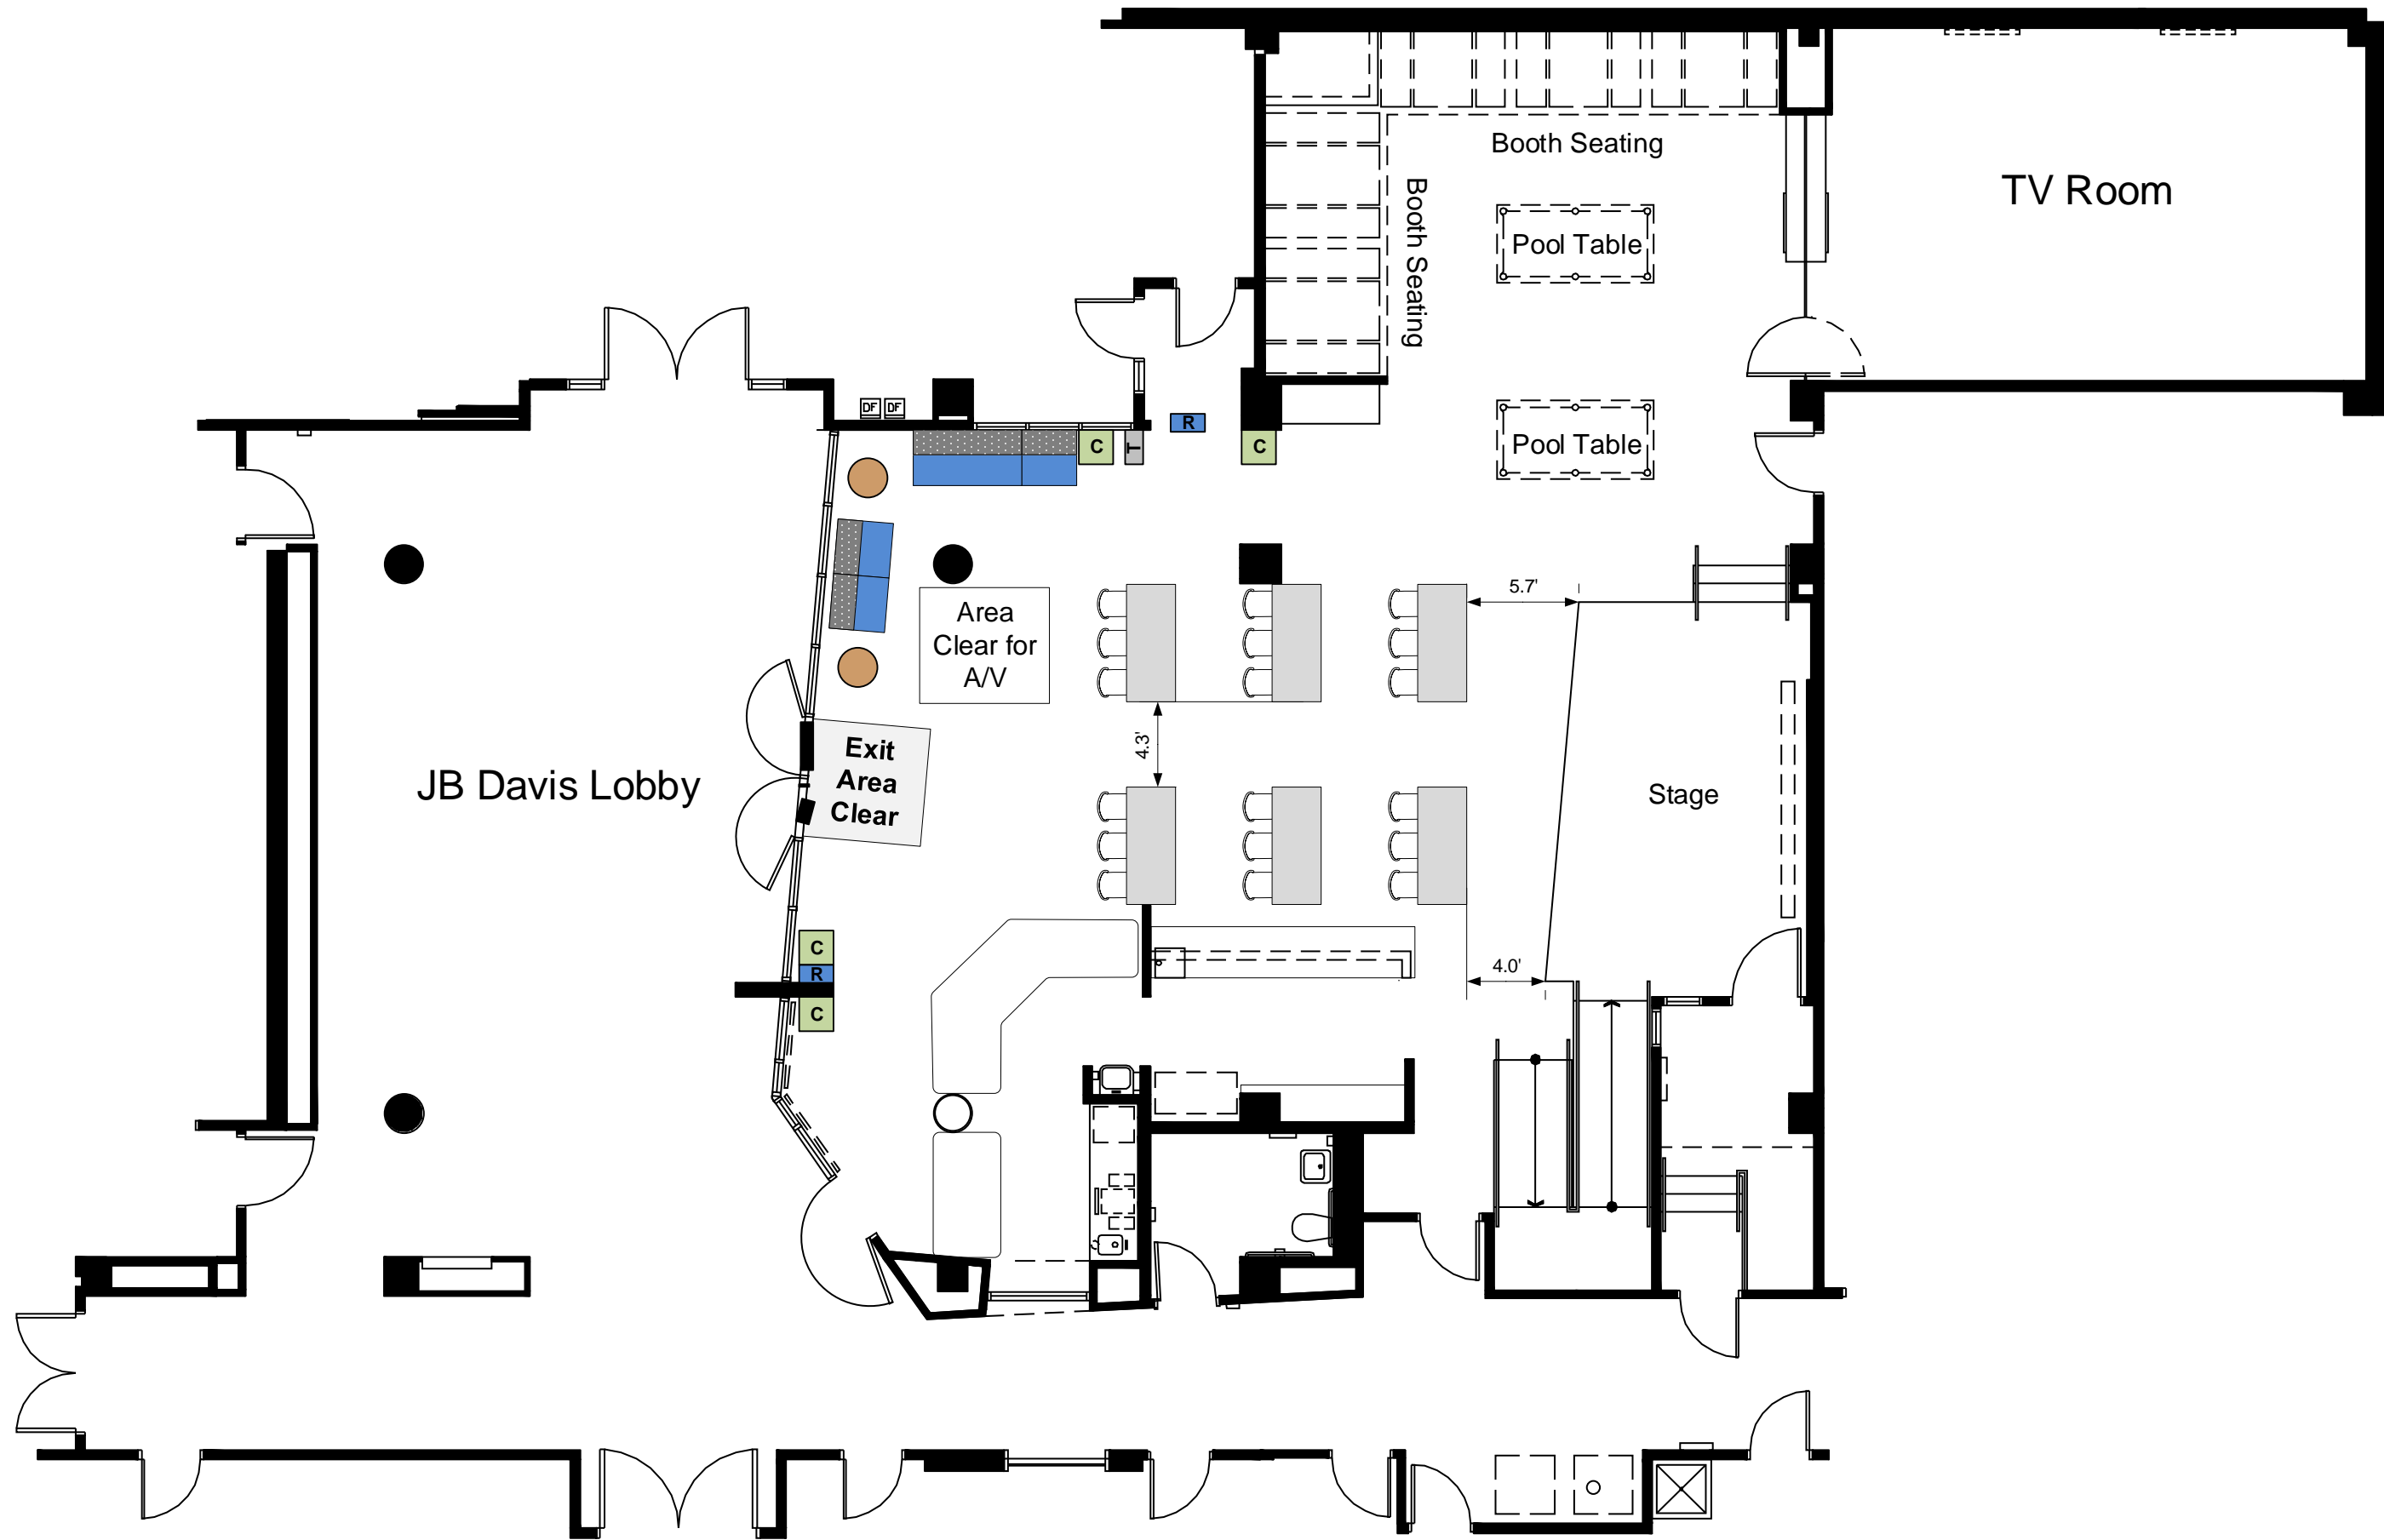 Booth Seating
TV Room
Booth Seating
Pool Table
DF
DF
R
C
T
C
Pool Table
5.7'
Area
Clear for
A/V
4.3'
Exit
Area
Clear
JB Davis Lobby
Stage
C
R
C
4.0'